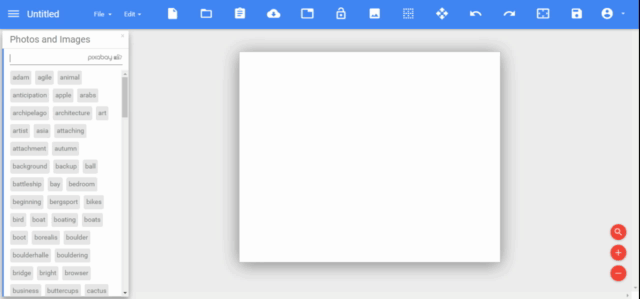 Untitled File Edit
Photos and Images
pixabay
adam agile animal
anticipation apple arabs
archipelago architecture art
artist asia attaching
attachment autumn
background backup ball
battleship bay bedroom
beginning bergsport bikes
bird boat boating boats
boot borealis boulder
boulderhalle bouldering
bridge bright browser
business buttercups cactus